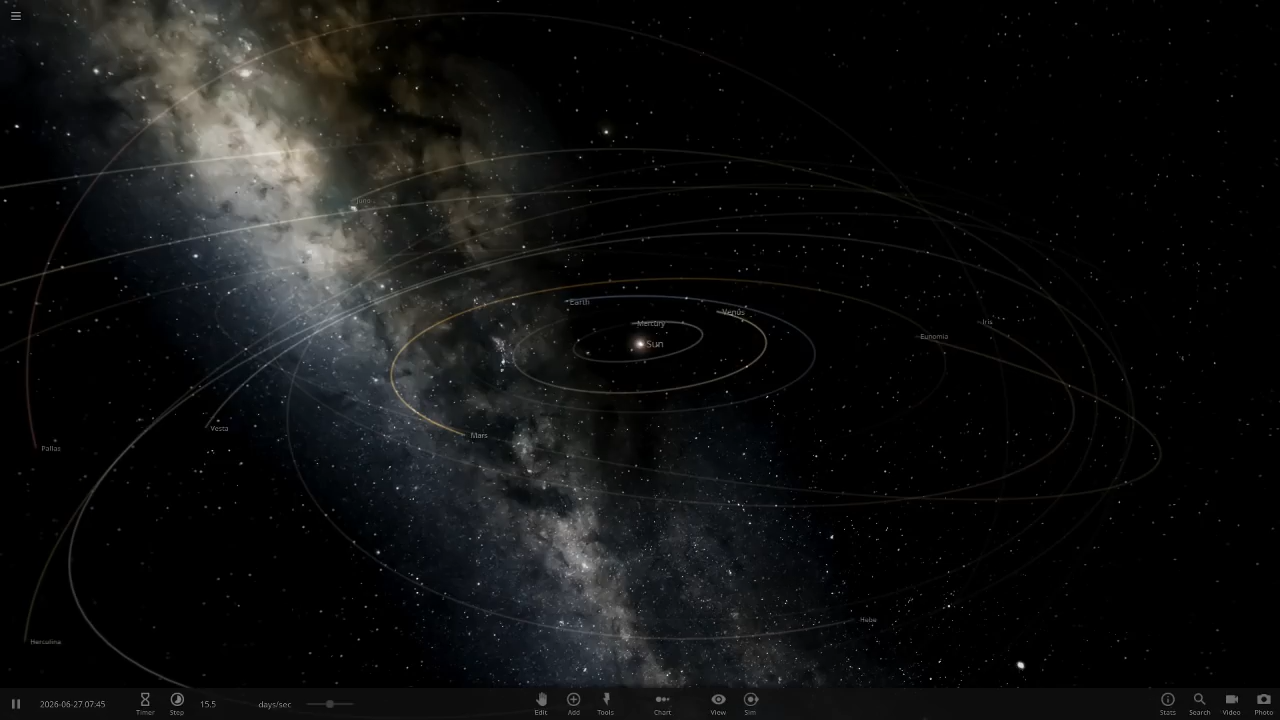 Juno
Earth
Venus
Mercury
Iris
Eunomia
Sun
Vesta
Mars
Pallas
Hebe
Herculina
2026-06-27 07:45
Timer
Step
15.5
days/sec
Edit
Add
Tools
Chart
View
Sim
Stats
Search
Video
Photo